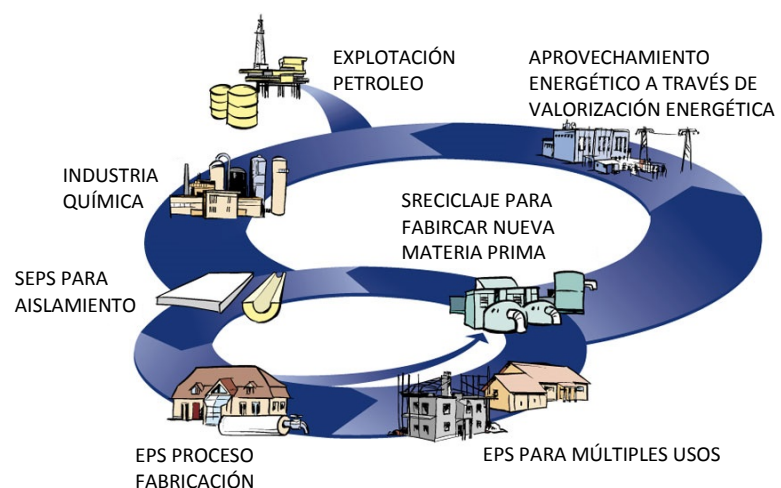 EXPLOTACIÓN
PETROLEO
APROVECHAMIENTO
ENERGÉTICO A TRAVÉS DE
VALORIZACIÓN ENERGÉTICA
INDUSTRIA
QUÍMICA
SRECICLAJE PARA
FABIRCAR NUEVA
MATERIA PRIMA
SEPS PARA
AISLAMIENTO
EPS PROCESO
FABRICACIÓN
EPS PARA MÚLTIPLES USOS